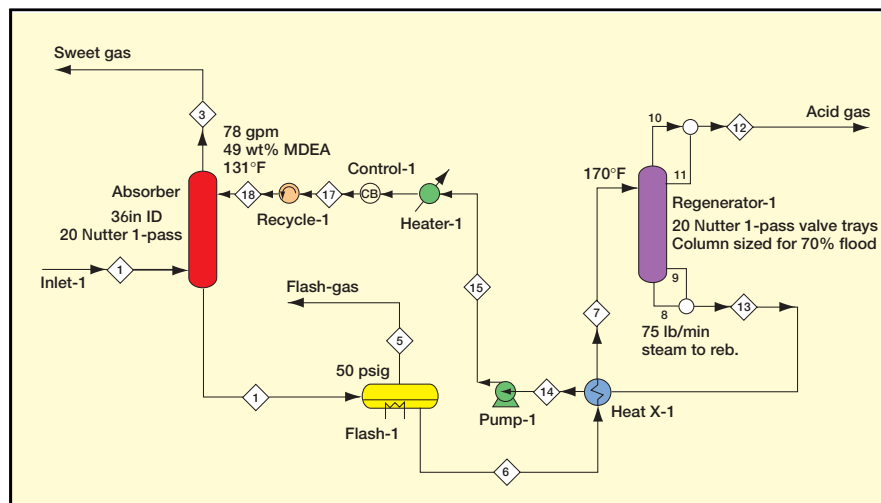 Sweet gas
3
78 gpm
49 wt% MDEA
131°F
Absorber
36in ID
20 Nutter 1-pass
Inlet-1
1
18
Recycle-1
17
Control-1
CB
Heater-1
15
10
12
Acid gas
11
170°F
Regenerator-1
20 Nutter 1-pass valve trays
Column sized for 70% flood
9
8
13
75 lb/min
steam to reb.
7
Flash-gas
5
50 psig
1
Flash-1
Pump-1
14
Heat X-1
6